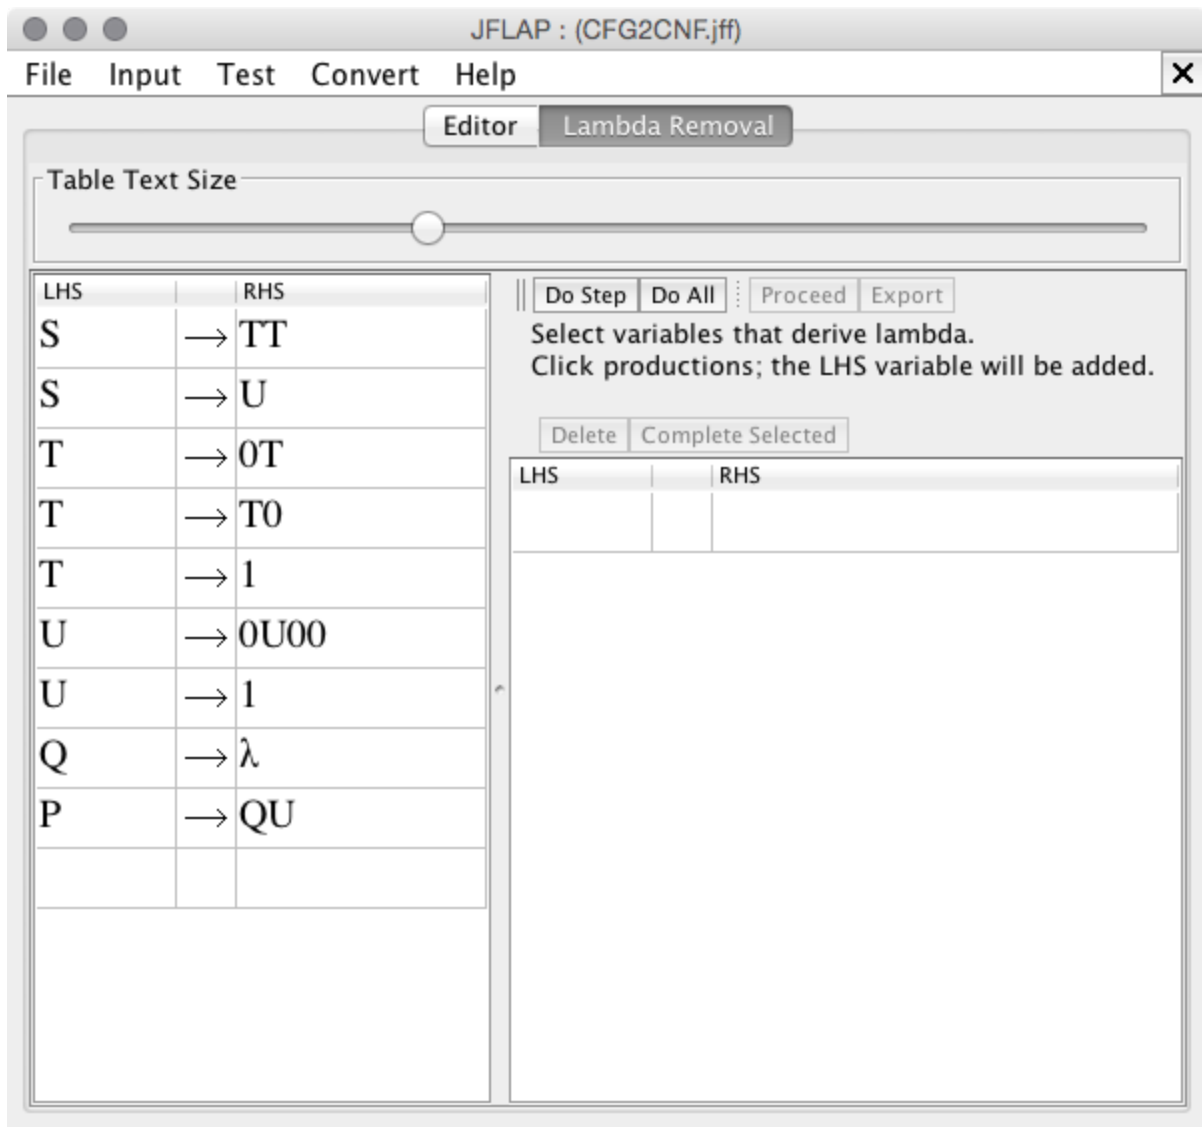 JFLAP : (CFG2CNF.jff)
File Input Test Convert Help
Editor Lambda Removal
Table Text Size
LHS RHS
S → TT
S → U
T → 0T
T → T0
T → 1
U → 0U00
U → 1
Q → λ
P → QU
Do Step Do All Proceed Export
Select variables that derive lambda.
Click productions; the LHS variable will be added.
Delete Complete Selected
LHS RHS